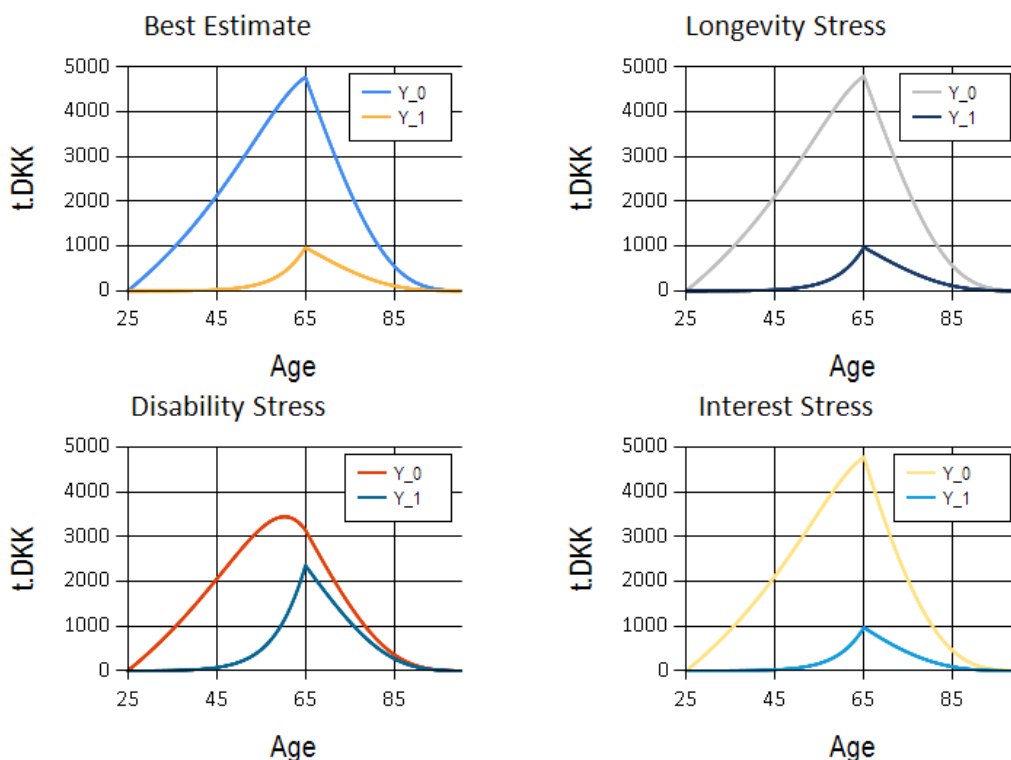 Best Estimate
5000
4000
3000
2000
1000
0
25 45 65 85
t.DKK
Age
Y_0
Y_1
Longevity Stress
5000
4000
3000
2000
1000
0
25 45 65 85
t.DKK
Age
Y_0
Y_1
Disability Stress
5000
4000
3000
2000
1000
0
25 45 65 85
t.DKK
Age
Y_0
Y_1
Interest Stress
5000
4000
3000
2000
1000
0
25 45 65 85
t.DKK
Age
Y_0
Y_1